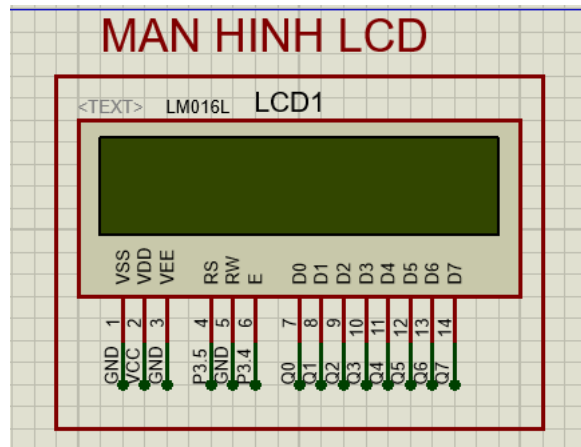 MAN HINH LCD
<TEXT> LM016L LCD1
VSS VDD VEE RS RW E D0 D1 D2 D3 D4 D5 D6 D7
1 2 3 4 5 6 7 8 9 10 11 12 13 14
GND VCC GND P3.5 GND P3.4 Q0 Q1 Q2 Q3 Q4 Q5 Q6 Q7